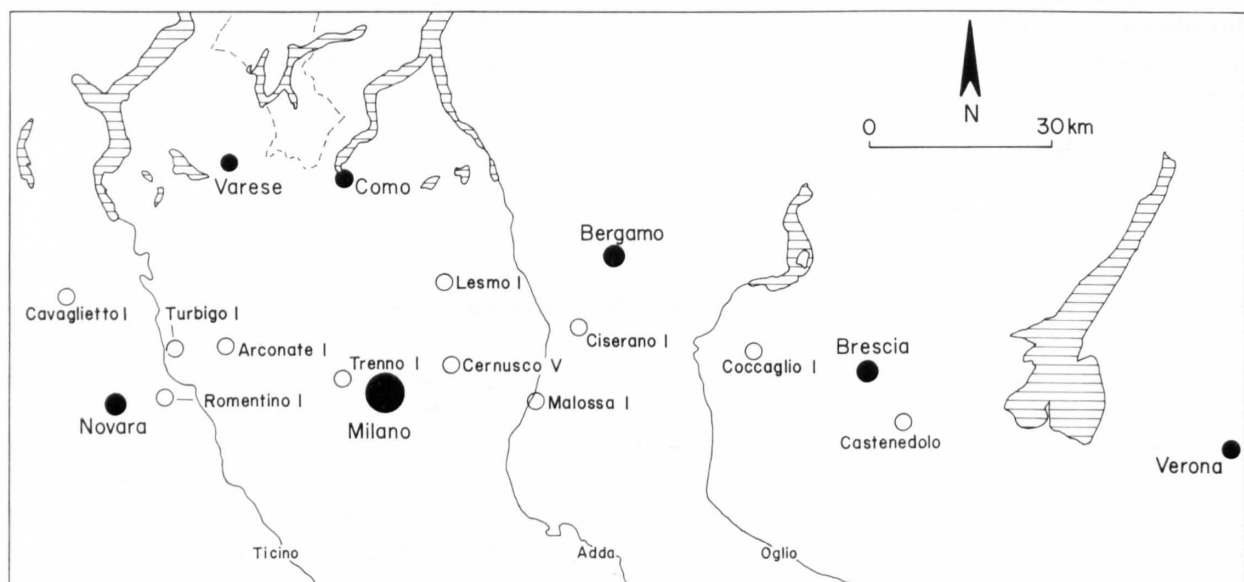 0 30 km
N
Varese
Como
Bergamo
Lesmo I
Cavaglietto I
Turbigo I
Arconate I
Trenno I
Cernusco V
Ciserano I
Coccaglio I
Brescia
Romentino I
Malossa I
Novara
Milano
Castenedolo
Verona
Ticino
Adda
Oglio